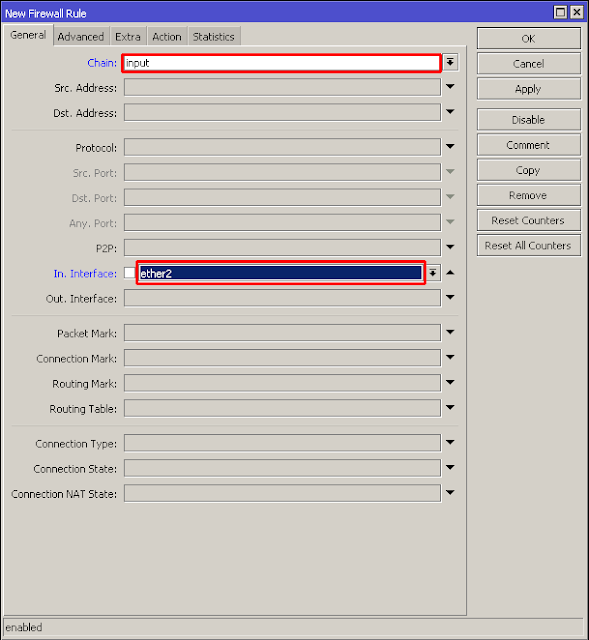 New Firewall Rule
General Advanced Extra Action Statistics
Chain: input
Src. Address:
Dst. Address:
Protocol:
Src. Port:
Dst. Port:
Any. Port:
P2P:
In. Interface: ether2
Out. Interface:
Packet Mark:
Connection Mark:
Routing Mark:
Routing Table:
Connection Type:
Connection State:
Connection NAT State:
OK
Cancel
Apply
Disable
Comment
Copy
Remove
Reset Counters
Reset All Counters
enabled